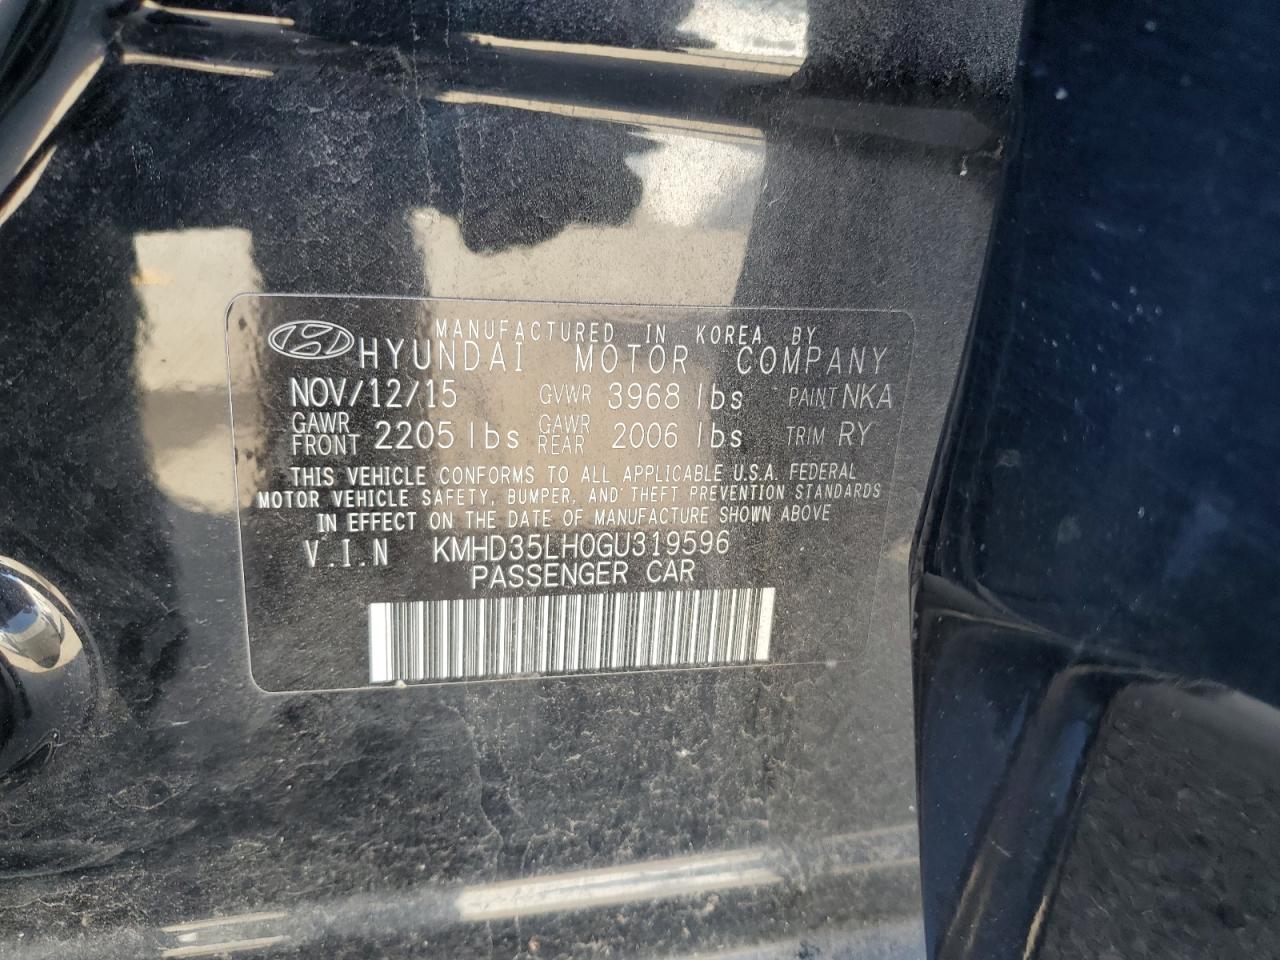 MANUFACTURED IN KOREA BY
HYUNDAI MOTOR COMPANY
NOV/12/15 GVWR 3968 lbs PAINT NKA
GAWR FRONT 2205 lbs GAWR REAR 2006 lbs TRIM RY
THIS VEHICLE CONFORMS TO ALL APPLICABLE U.S.A. FEDERAL
MOTOR VEHICLE SAFETY, BUMPER, AND THEFT PREVENTION STANDARDS
IN EFFECT ON THE DATE OF MANUFACTURE SHOWN ABOVE
V.I.N KMHD35LH0GU319596
PASSENGER CAR